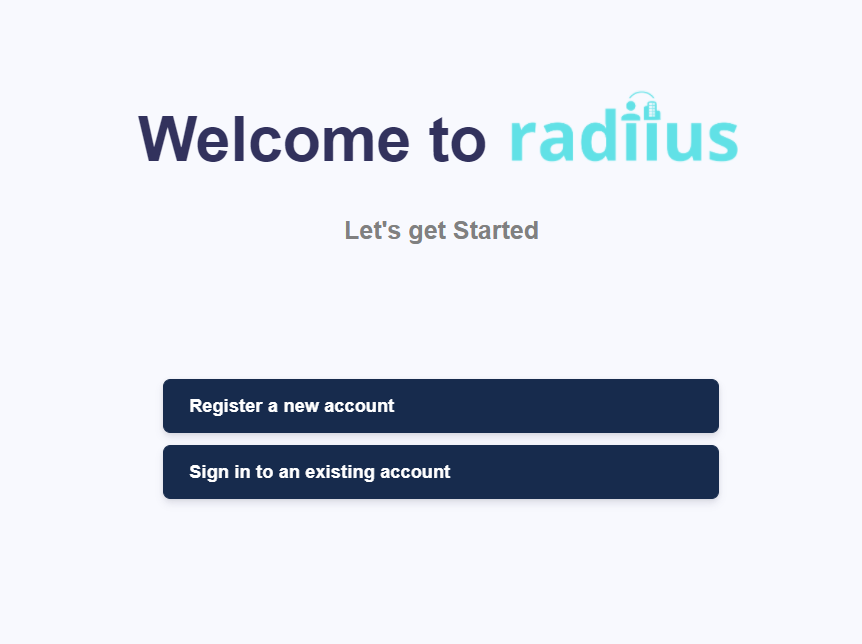 Welcome to radiius
Let's get Started
Register a new account
Sign in to an existing account